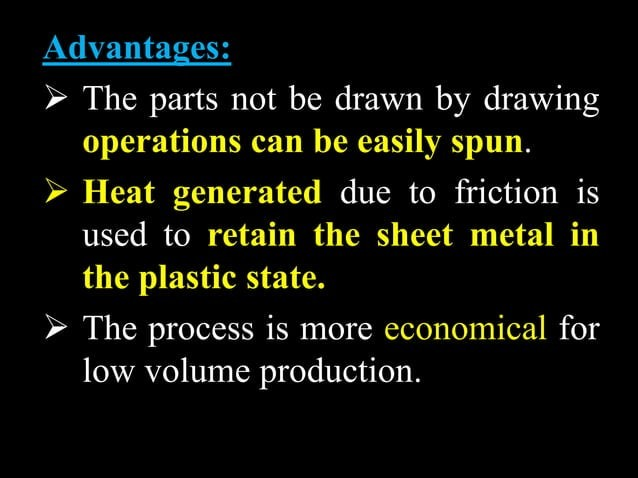 Advantages:
➢ The parts not be drawn by drawing
operations can be easily spun.
➢ Heat generated due to friction is
used to retain the sheet metal in
the plastic state.
➢ The process is more economical for
low volume production.